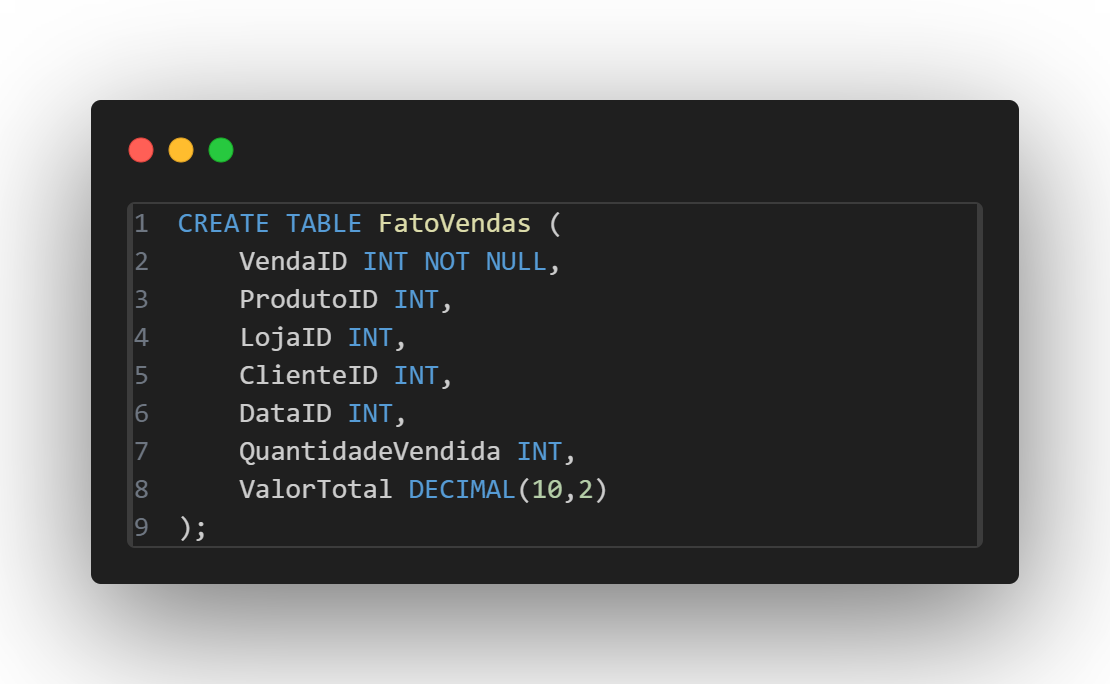 1 CREATE TABLE FatoVendas (
2 VendaID INT NOT NULL,
3 ProdutoID INT,
4 LojaID INT,
5 ClienteID INT,
6 DataID INT,
7 QuantidadeVendida INT,
8 ValorTotal DECIMAL(10,2)
9 );